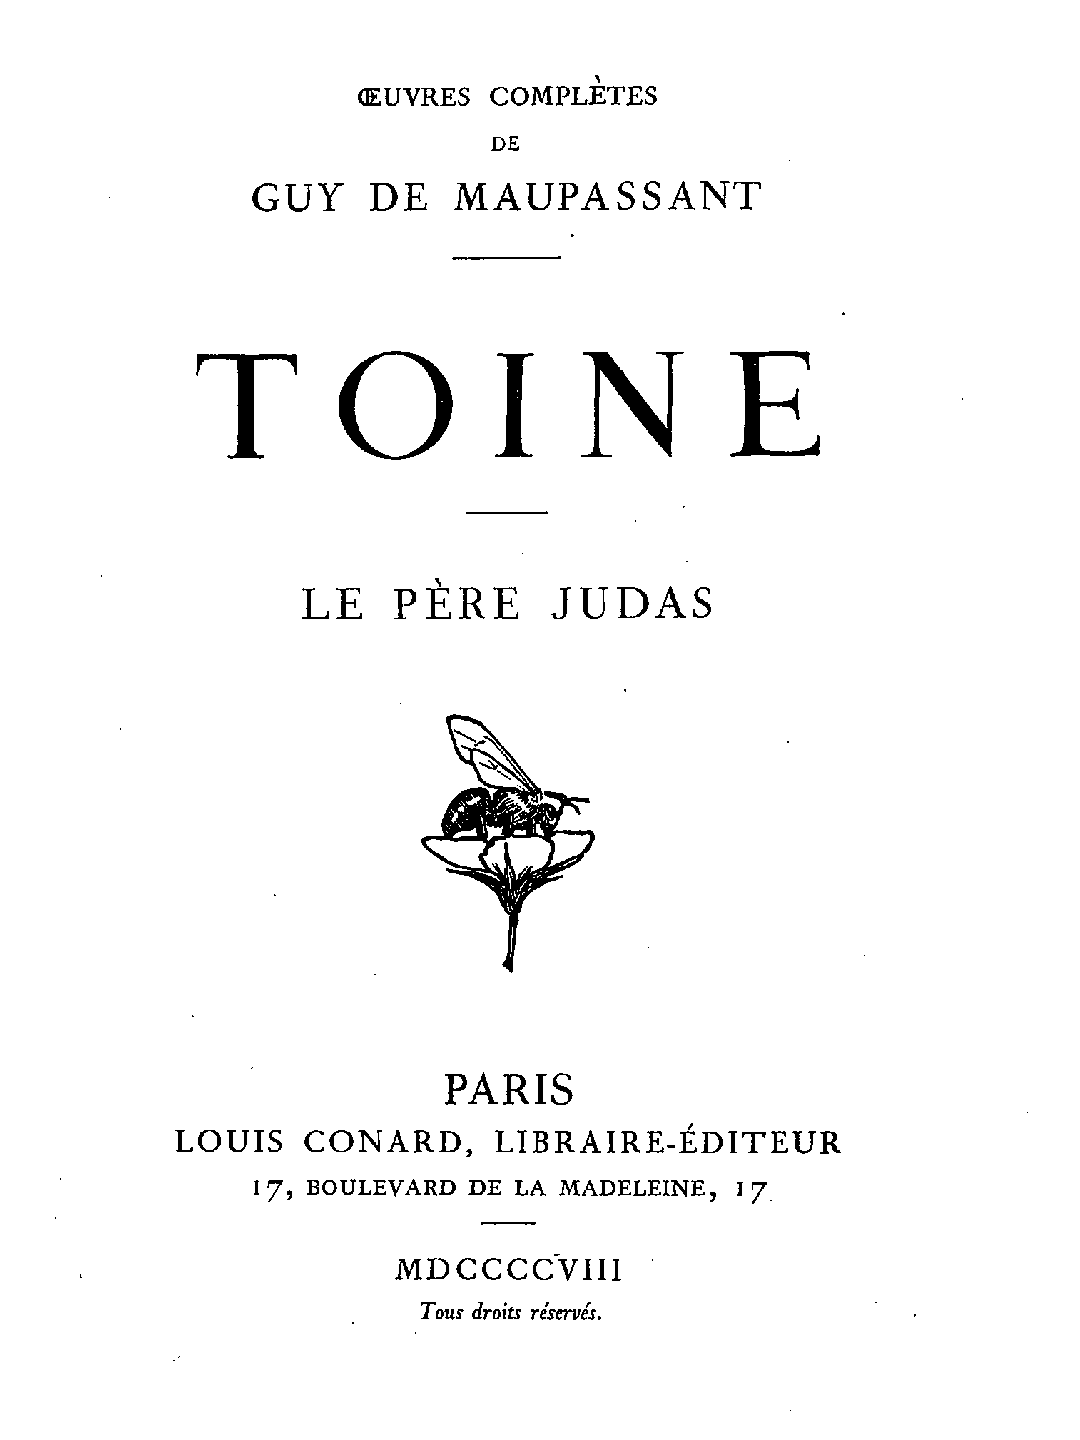 ŒUVRES COMPLÈTES
DE
GUY DE MAUPASSANT
TOINE
LE PÈRE JUDAS
PARIS
LOUIS CONARD, LIBRAIRE-ÉDITEUR
17, BOULEVARD DE LA MADELEINE, 17
MDCCCCVIII
Tous droits réservés.